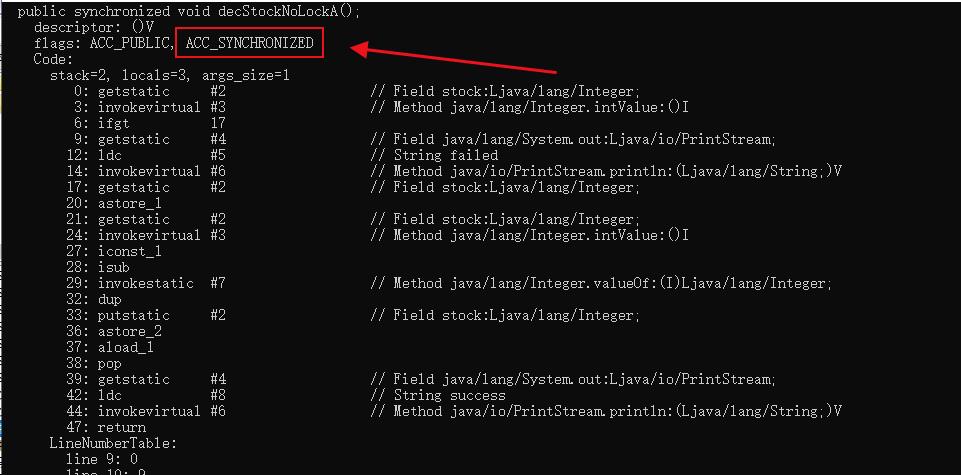 public synchronized void decStockNoLockA();
descriptor: ()V
flags: ACC_PUBLIC, ACC_SYNCHRONIZED
Code:
stack=2, locals=3, args_size=1
0: getstatic #2 // Field stock:Ljava/lang/Integer;
3: invokevirtual #3 // Method java/lang/Integer.intValue:()I
6: ifgt 17
9: getstatic #4 // Field java/lang/System.out:Ljava/io/PrintStream;
12: ldc #5 // String failed
14: invokevirtual #6 // Method java/io/PrintStream.println:(Ljava/lang/String;)V
17: getstatic #2 // Field stock:Ljava/lang/Integer;
20: astore_1
21: getstatic #2 // Field stock:Ljava/lang/Integer;
24: invokevirtual #3 // Method java/lang/Integer.intValue:()I
27: iconst_1
28: isub
29: invokestatic #7 // Method java/lang/Integer.valueOf:(I)Ljava/lang/Integer;
32: dup
33: putstatic #2 // Field stock:Ljava/lang/Integer;
36: astore_2
37: aload_1
38: pop
39: getstatic #4 // Field java/lang/System.out:Ljava/io/PrintStream;
42: ldc #8 // String success
44: invokevirtual #6 // Method java/io/PrintStream.println:(Ljava/lang/String;)V
47: return
LineNumberTable:
line 9: 0
line 10: 9